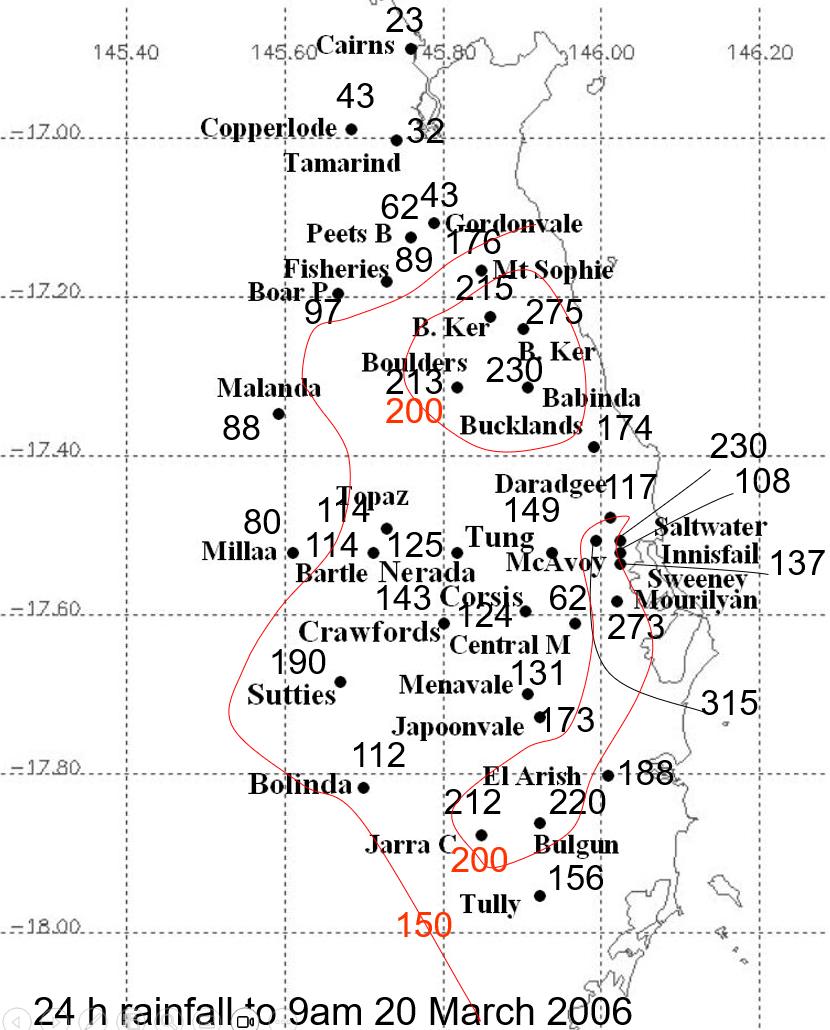 23
Cairns
145.40 145.60 145.80 146.00 146.20
43
Copperlode
32
−17.00
Tamarind
43
62
Gordonvale
Peets B
176
89
Fisheries
Mt Sophie
Boar P
215
−17.20
97
275
B. Ker
B. Ker
Boulders
230
213
Malanda
Babinda
200
88
Bucklands
174
−17.40
230
Daradgee
117
108
Topaz
114
149
80
Saltwater
Tung
Millaa
114
125
McAvoy
Innisfail
137
Bartle
Nerada
Sweeney
143
Corsis
62
Mourilyan
−17.60
124
273
Crawfords
Central M
190
131
Menavale
Sutties
315
173
Japoonvale
112
−17.80
El Arish
188
Bolinda
212
220
Jarra C
Bulgun
200
156
Tully
150
−18.00
24 h rainfall to 9am 20 March 2006